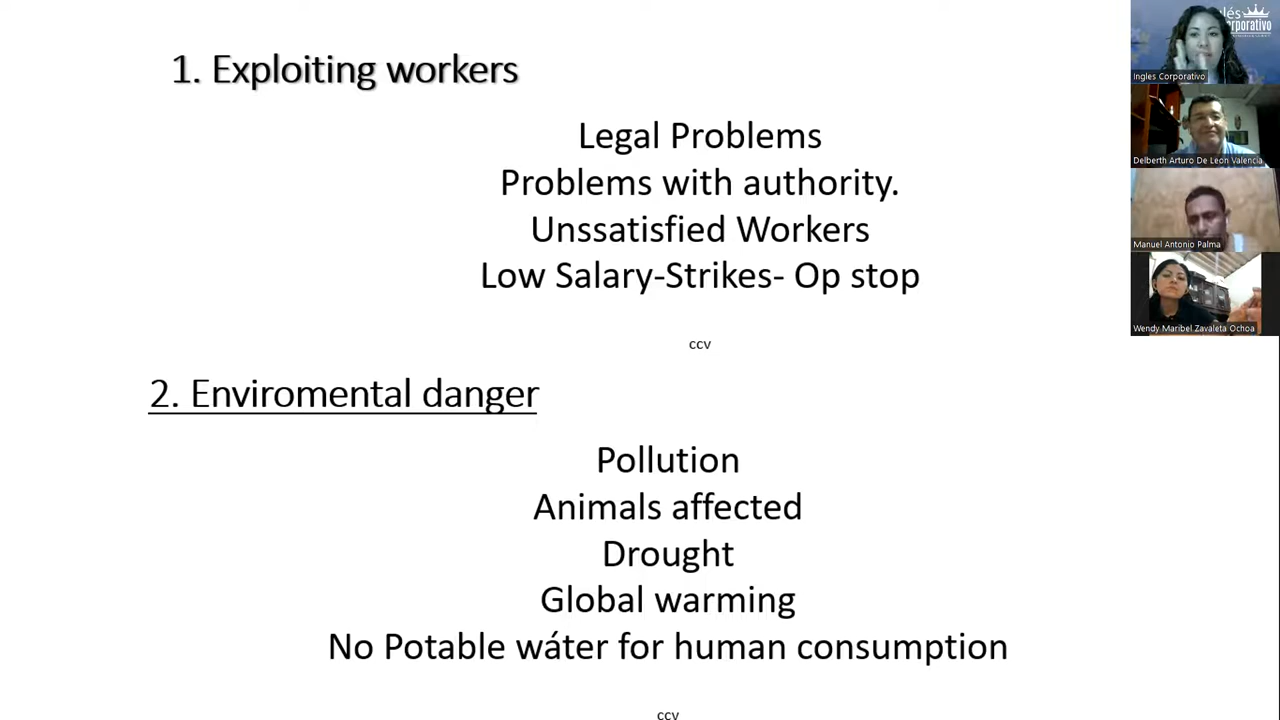 1. Exploiting workers
Legal Problems
Problems with authority.
Unssatisfied Workers
Low Salary-Strikes- Op stop
ccv
2. Enviromental danger
Pollution
Animals affected
Drought
Global warming
No Potable wáter for human consumption
ccv
Ingles Corporativo
Delberth Arturo De Leon Valencia
Manuel Antonio Palma
Wendy Maribel Zavaleta Ochoa